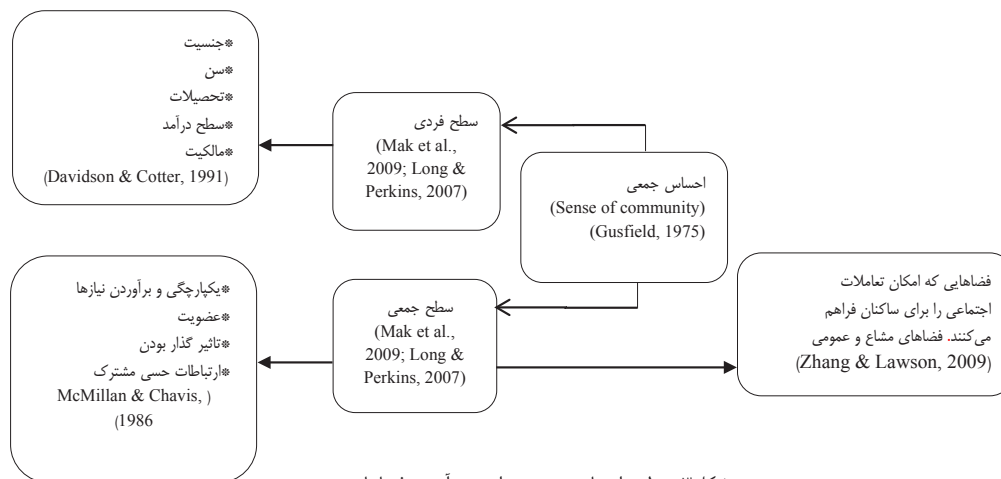 *جنسیت
*سن
*تحصیلات
*سطح درآمد
*مالکیت
(Davidson & Cotter, 1991)
سطح فردی
(Mak et al.,
2009; Long &
Perkins, 2007)
احساس جمعی
(Sense of community)
(Gusfield, 1975)
*یکپارچگی و برآوردن نیازها
*عضویت
*تاثیر گذار بودن
*ارتباطات حسی مشترک
McMillan & Chavis, )
(1986
سطح جمعی
(Mak et al.,
2009; Long &
Perkins, 2007)
فضاهایی که امکان تعاملات
اجتماعی را برای ساکنان فراهم
می‌کنند. فضاهای مشاع و عمومی
(Zhang & Lawson, 2009)